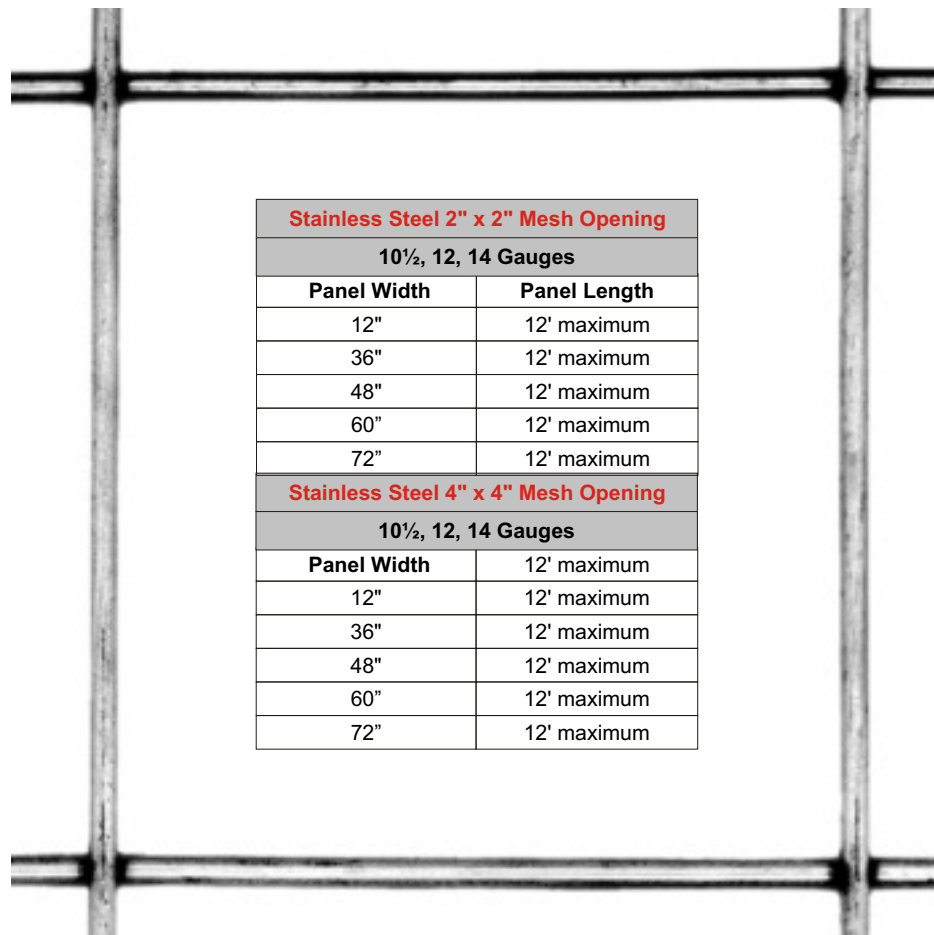 Stainless Steel 2" x 2" Mesh Opening
10½, 12, 14 Gauges
Panel Width Panel Length
12" 12' maximum
36" 12' maximum
48" 12' maximum
60” 12' maximum
72” 12' maximum
Stainless Steel 4" x 4" Mesh Opening
10½, 12, 14 Gauges
Panel Width 12' maximum
12" 12' maximum
36" 12' maximum
48" 12' maximum
60” 12' maximum
72” 12' maximum